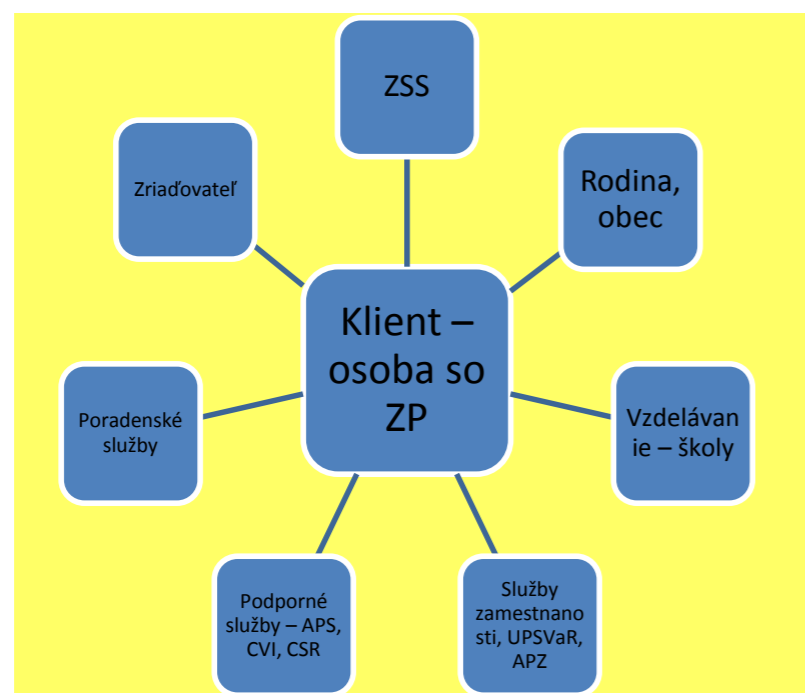 ZSS
Zriaďovateľ
Rodina,
obec
Klient –
osoba so
ZP
Poradenské
služby
Vzdelávan
ie – školy
Podporné
služby – APS,
CVI, CSR
Služby
zamestnano
sti, UPSVaR,
APZ